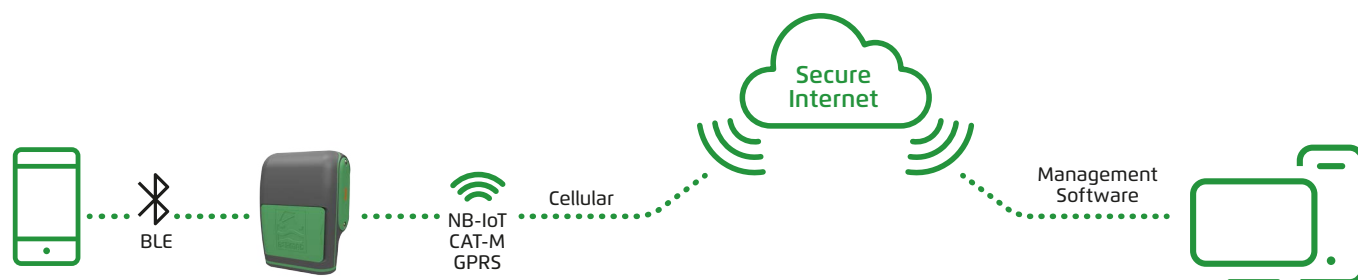 BLE
NB-IoT
CAT-M
GPRS
Cellular
Secure
Internet
Management
Software